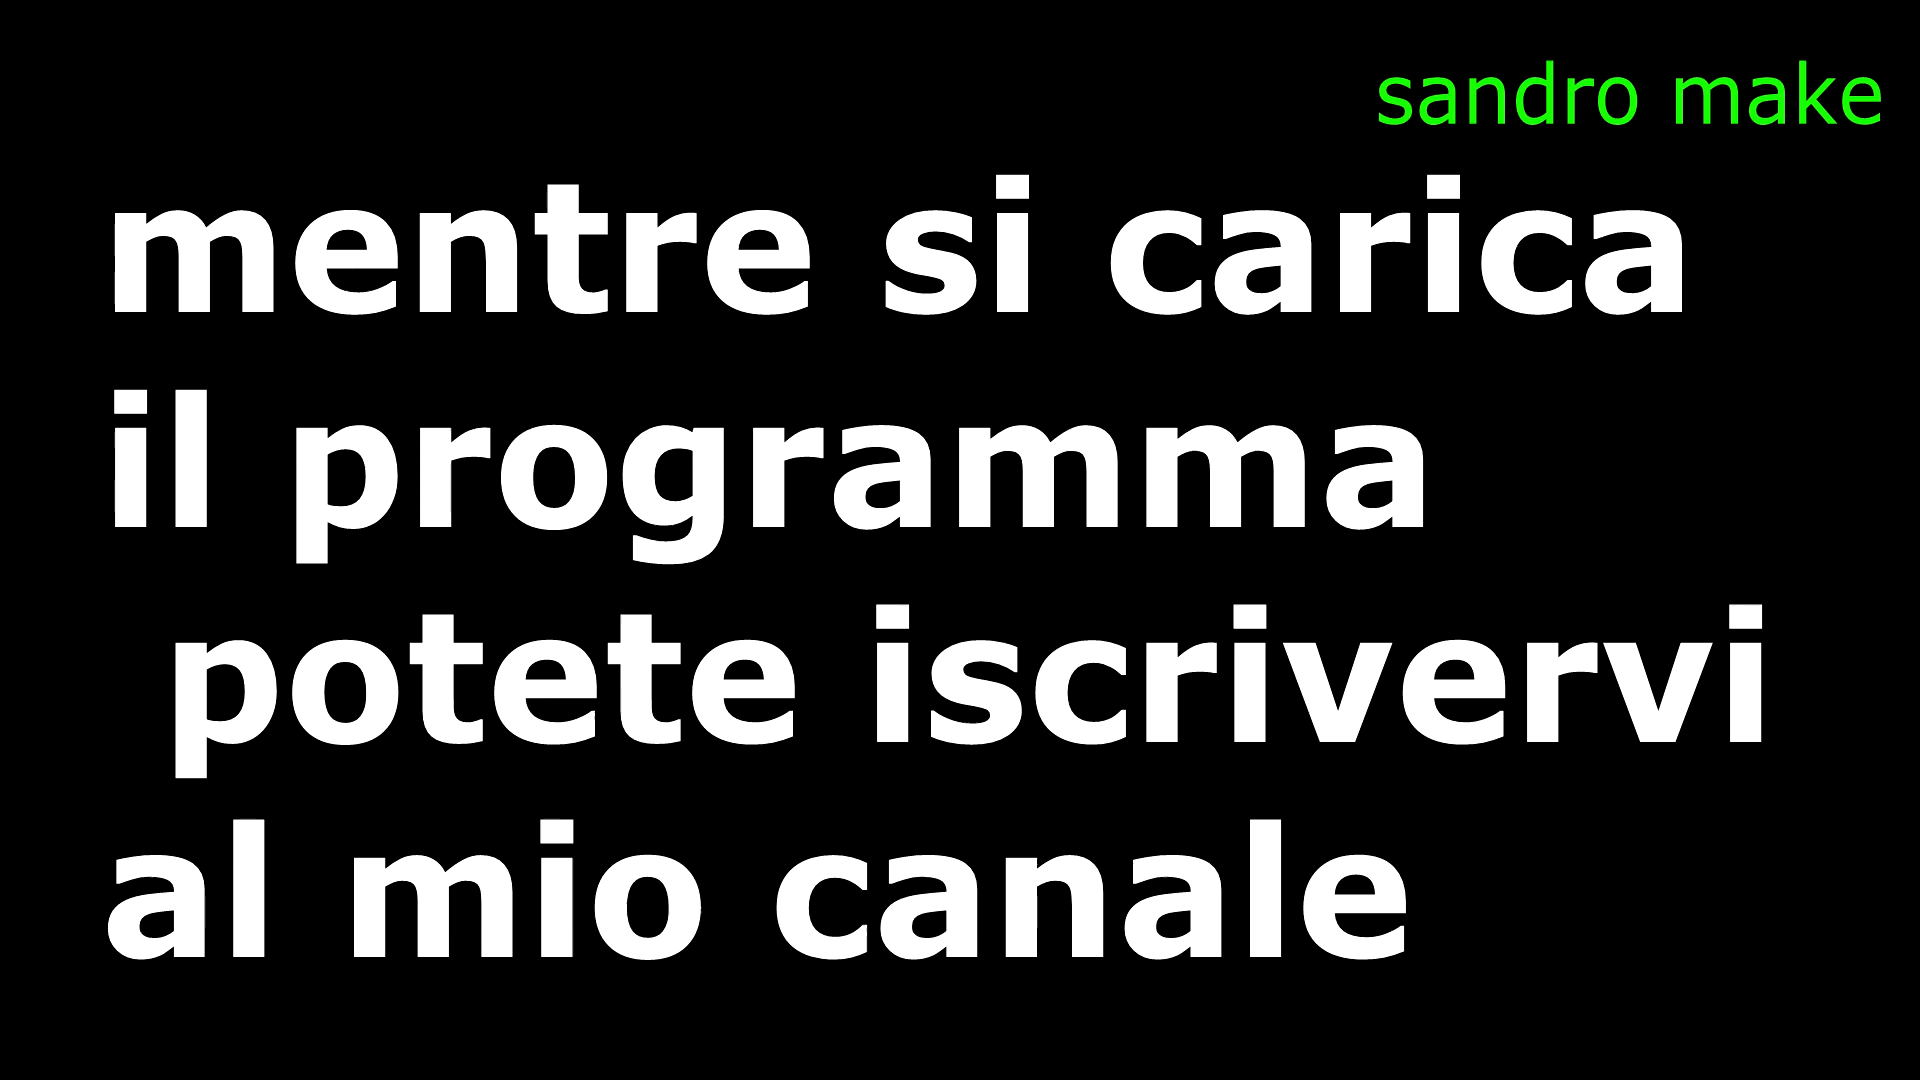 sandro make
mentre si carica
il programma
potete iscrivervi
al mio canale